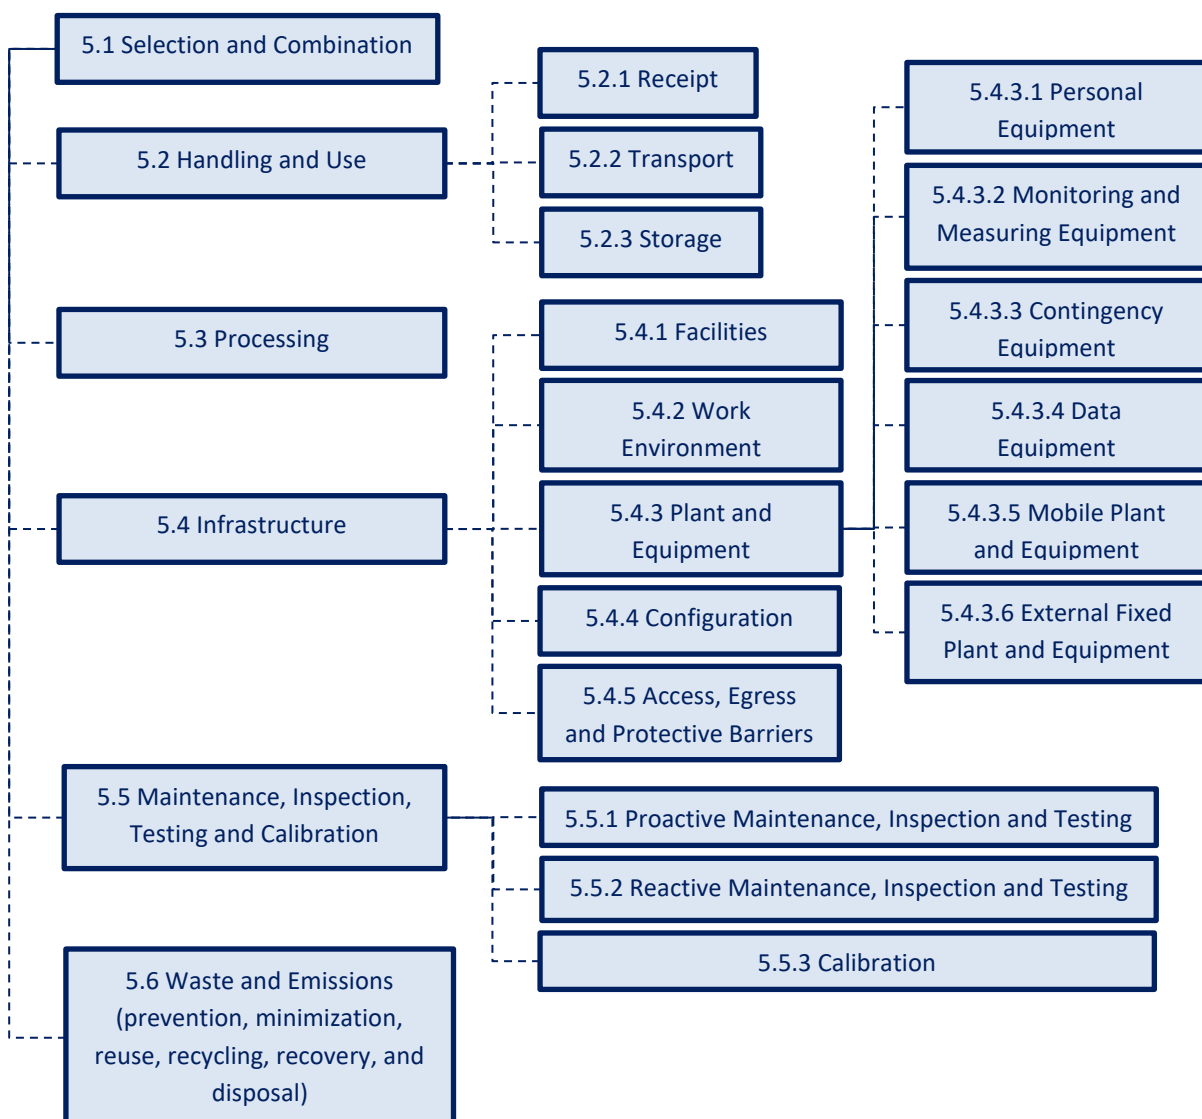 5.1 Selection and Combination
5.2 Handling and Use
5.2.1 Receipt
5.2.2 Transport
5.2.3 Storage
5.3 Processing
5.4 Infrastructure
5.4.1 Facilities
5.4.2 Work
Environment
5.4.3 Plant and
Equipment
5.4.3.1 Personal
Equipment
5.4.3.2 Monitoring and
Measuring Equipment
5.4.3.3 Contingency
Equipment
5.4.3.4 Data
Equipment
5.4.3.5 Mobile Plant
and Equipment
5.4.3.6 External Fixed
Plant and Equipment
5.4.4 Configuration
5.4.5 Access, Egress
and Protective Barriers
5.5 Maintenance, Inspection,
Testing and Calibration
5.5.1 Proactive Maintenance, Inspection and Testing
5.5.2 Reactive Maintenance, Inspection and Testing
5.5.3 Calibration
5.6 Waste and Emissions
(prevention, minimization,
reuse, recycling, recovery, and
disposal)